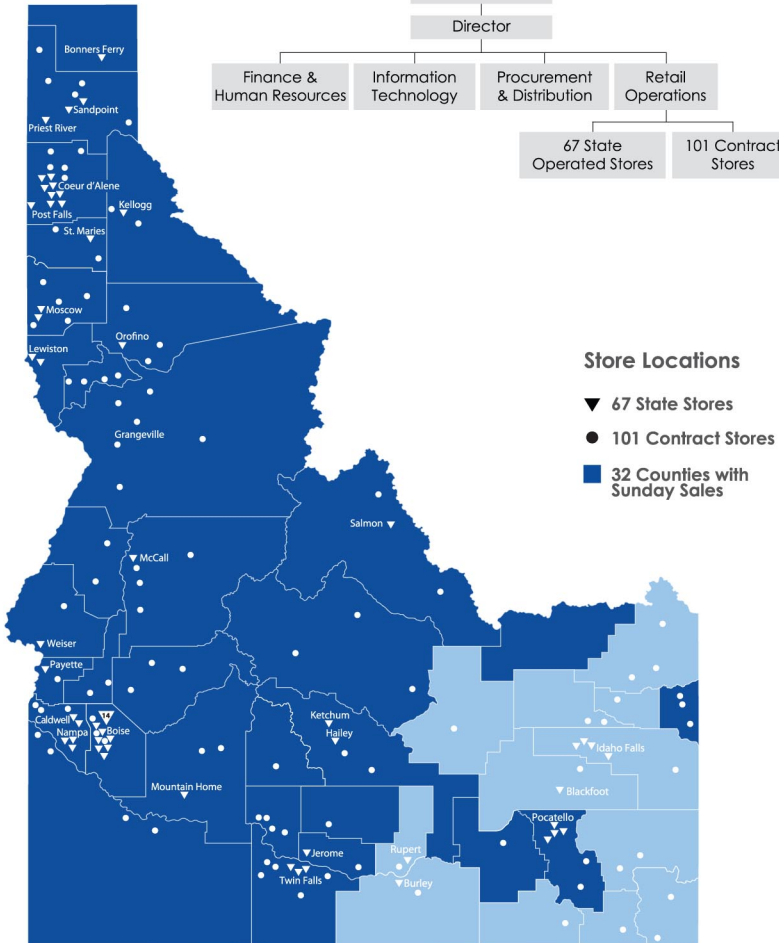 Director
Finance &
Human Resources
Information
Technology
Procurement
& Distribution
Retail
Operations
67 State
Operated Stores
101 Contract
Stores
Bonners Ferry
Sandpoint
Priest River
Coeur d'Alene
Post Falls
Kellogg
St. Maries
Moscow
Orofino
Lewiston
Grangeville
Store Locations
67 State Stores
101 Contract Stores
32 Counties with
Sunday Sales
Salmon
McCall
Weiser
Payette
Caldwell
14
Nampa
Boise
Ketchum
Hailey
Idaho Falls
Mountain Home
Blackfoot
Pocatello
Jerome
Rupert
Twin Falls
Burley